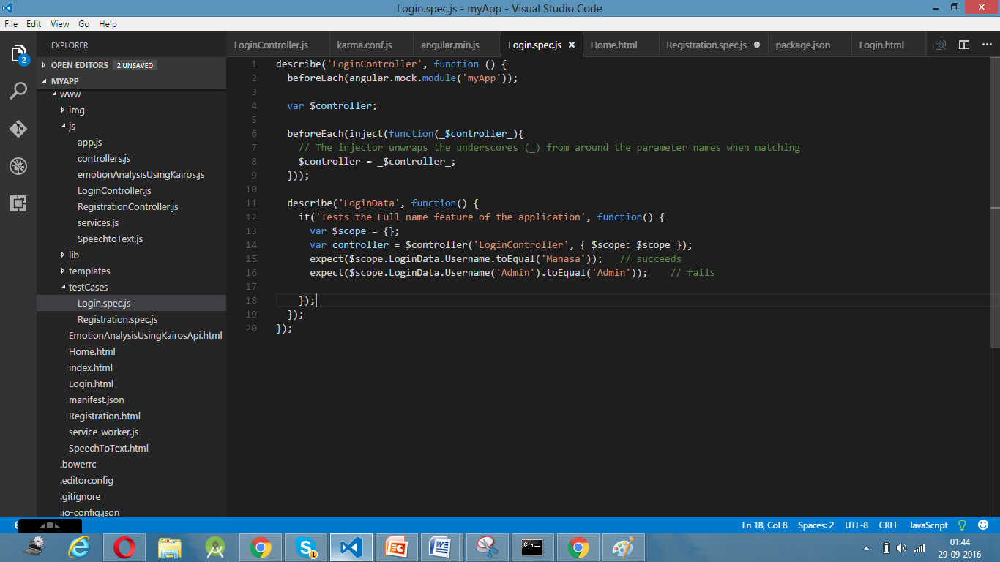 Login.spec.js - myApp - Visual Studio Code
File Edit View Go Help
2
EXPLORER
OPEN EDITORS 2 UNSAVED
MYAPP
www
img
js
app.js
controllers.js
emotionAnalysisUsingKairos.js
LoginController.js
RegistrationController.js
services.js
SpeechtoText.js
lib
templates
testCases
Login.spec.js
Registration.spec.js
EmotionAnalysisUsingKairosApi.html
Home.html
index.html
Login.html
manifest.json
Registration.html
service-worker.js
SpeechToText.html
.bowerrc
.editorconfig
.gitignore
.io-config.json
LoginController.js karma.conf.js angular.min.js Login.spec.js Home.html Registration.spec.js package.json Login.html
1 describe('LoginController', function () {
2 beforeEach(angular.mock.module('myApp'));
3
4 var $controller;
5
6 beforeEach(inject(function(_$controller_){
7 // The injector unwraps the underscores (_) from around the parameter names when matching
8 $controller = _$controller_;
9 }));
10
11 describe('LoginData', function() {
12 it('Tests the Full name feature of the application', function() {
13 var $scope = {};
14 var controller = $controller('LoginController', { $scope: $scope });
15 expect($scope.LoginData.Username.toEqual('Manasa')); // succeeds
16 expect($scope.LoginData.Username('Admin').toEqual('Admin')); // fails
17
18 });
19 });
20 });
Ln 18, Col 8 Spaces: 2 UTF-8 CRLF JavaScript
1
01:44
29-09-2016